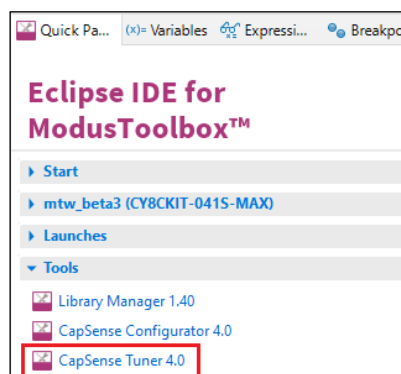 Quick Pa... (x)= Variables Expressi... Breakpo
Eclipse IDE for
ModusToolbox™
Start
mtw_beta3 (CY8CKIT-041S-MAX)
Launches
Tools
Library Manager 1.40
CapSense Configurator 4.0
CapSense Tuner 4.0